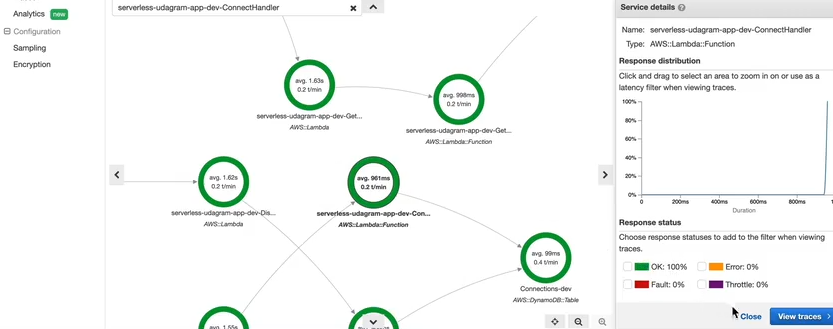 Analytics new
Configuration
Sampling
Encryption
serverless-udagram-app-dev-ConnectHandler
avg. 1.63s
0.2 t/min
serverless-udagram-app-dev-Get...
AWS::Lambda
avg. 998ms
0.2 t/min
serverless-udagram-app-dev-Get...
AWS::Lambda::Function
avg. 1.62s
0.2 t/min
serverless-udagram-app-dev-Dis...
AWS::Lambda
avg. 961ms
0.2 t/min
serverless-udagram-app-dev-Con...
AWS::Lambda::Function
avg. 99ms
0.4 t/min
Connections-dev
AWS::DynamoDB::Table
avg. 1.55s
Service details
Name: serverless-udagram-app-dev-ConnectHandler
Type: AWS::Lambda::Function
Response distribution
Click and drag to select an area to zoom in on or use as a
latency filter when viewing traces.
100%
80%
60%
40%
20%
0%
0 200ms 400ms 600ms 800ms
Duration
Response status
Choose response statuses to add to the filter when viewing
traces.
OK: 100% Error: 0%
Fault: 0% Throttle: 0%
Close View traces